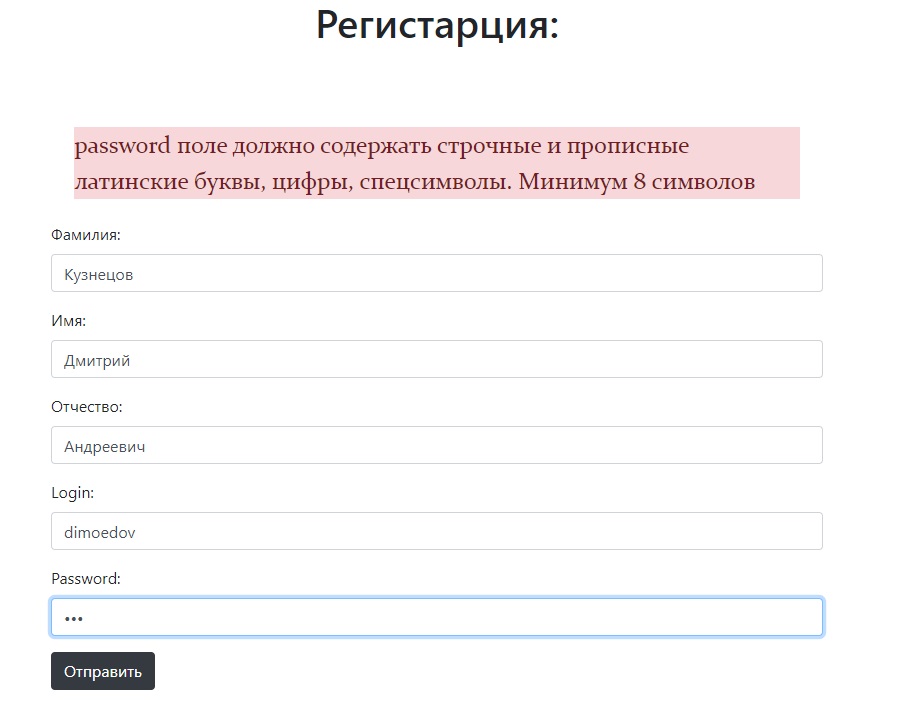 Регистарция:
password поле должно содержать строчные и прописные
латинские буквы, цифры, спецсимволы. Минимум 8 символов
Фамилия:
Кузнецов
Имя:
Дмитрий
Отчество:
Андреевич
Login:
dimoedov
Password:
•••
Отправить